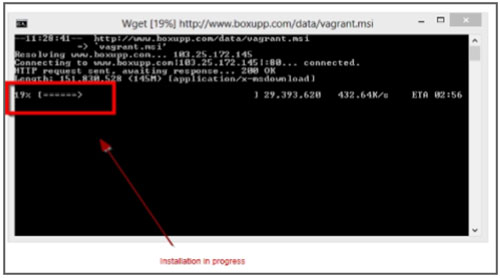 Wget [19%] http://www.boxupp.com/data/vagrant.msi
--11:28:41--  http://www.boxupp.com/data/vagrant.msi
=> `vagrant.msi'
Resolving www.boxupp.com... 103.25.172.145
Connecting to www.boxupp.com|103.25.172.145|:80... connected.
HTTP request sent, awaiting response... 200 OK
Length: 151,830,528 (145M) [application/x-msdownload]
19% [======> ] 29,393,620 432.64K/s ETA 02:56
Installation in progress